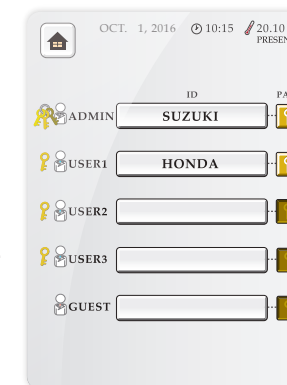 OCT. 1, 2016 10:15 20.10
PRESEN
ID PA
ADMIN SUZUKI
USER1 HONDA
USER2
USER3
GUEST